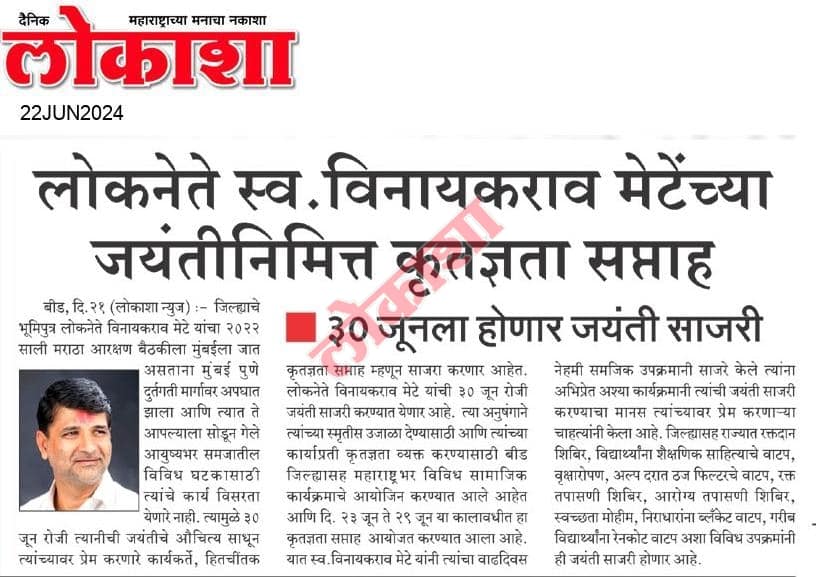 दैनिक
महाराष्ट्राच्या मनाचा नकाशा
लोकाशा
22JUN2024
लोकनेते स्व.विनायकराव मेटेंच्या
जयंतीनिमित्त कृतज्ञता सप्ताह
३० जूनला होणार जयंती साजरी
बीड, दि.२१ (लोकाशा न्युज) :- जिल्ह्याचे
भूमिपुत्र लोकनेते विनायकराव मेटे यांचा २०२२
साली मराठा आरक्षण बैठकीला मुंबईला जात
असताना मुंबई पुणे
दुर्तगती मार्गावर अपघात
झाला आणि त्यात ते
आपल्याला सोडून गेले
आयुष्यभर समजातील
विविध घटकासाठी
त्यांचे कार्य विसरता
येणारे नाही. त्यामुळे ३०
जून रोजी त्यानीची जयंतीचे औचित्य साधून
त्यांच्यावर प्रेम करणारे कार्यकर्ते, हितचींतक
कृतज्ञता सप्ताह म्हणून साजरा करणार आहेत.
लोकनेते विनायकराव मेटे यांची ३० जून रोजी
जयंती साजरी करण्यात येणार आहे. त्या अनुषंगाने
त्यांच्या स्मृतीस उजाळा देण्यासाठी आणि त्यांच्या
कार्याप्रती कृतज्ञता व्यक्त करण्यासाठी बीड
जिल्ह्यासह महाराष्ट्रभर विविध सामाजिक
कार्यक्रमाचे आयोजिन करण्यात आले आहेत
आणि दि. २३ जून ते २९ जून या कालावधीत हा
कृतज्ञता सप्ताह आयोजत करण्यात आला आहे.
यात स्व.विनायकराव मेटे यांनी त्यांचा वाढदिवस
नेहमी समजिक उपक्रमानी साजरे केले त्यांना
अभिप्रेत अश्या कार्यक्रमानी त्यांची जयंती साजरी
करण्याचा मानस त्यांच्यावर प्रेम करणाऱ्या
चाहत्यांनी केला आहे. जिल्हासह राज्यात रक्तदान
शिबिर, विद्यार्थ्यांना शैक्षणिक साहित्याचे वाटप,
वृक्षारोपण, अल्प दरात ठज फिल्टरचे वाटप, रक्त
तपासणी शिबिर, आरोग्य तपासणी शिबिर,
स्वच्छता मोहीम, निराधारांना ब्लँकेट वाटप, गरीब
विद्यार्थ्यांना रेनकोट वाटप अशा विविध उपक्रमांनी
ही जयंती साजरी होणार आहे.
लोकाशा